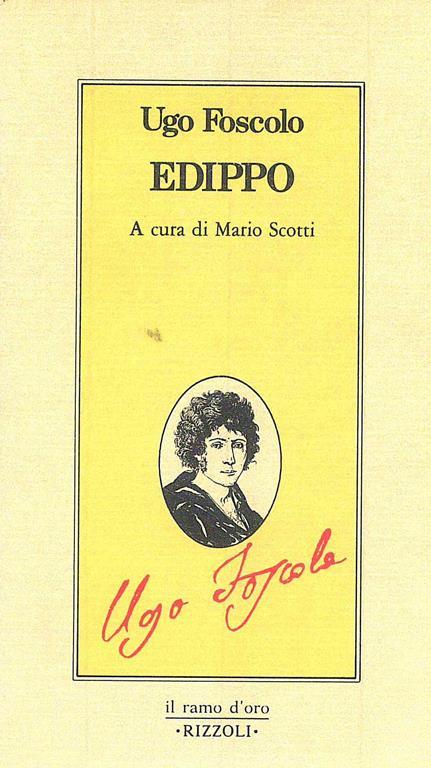 Ugo Foscolo
EDIPPO
A cura di Mario Scotti
Ugo Foscolo
il ramo d'oro
·RIZZOLI·